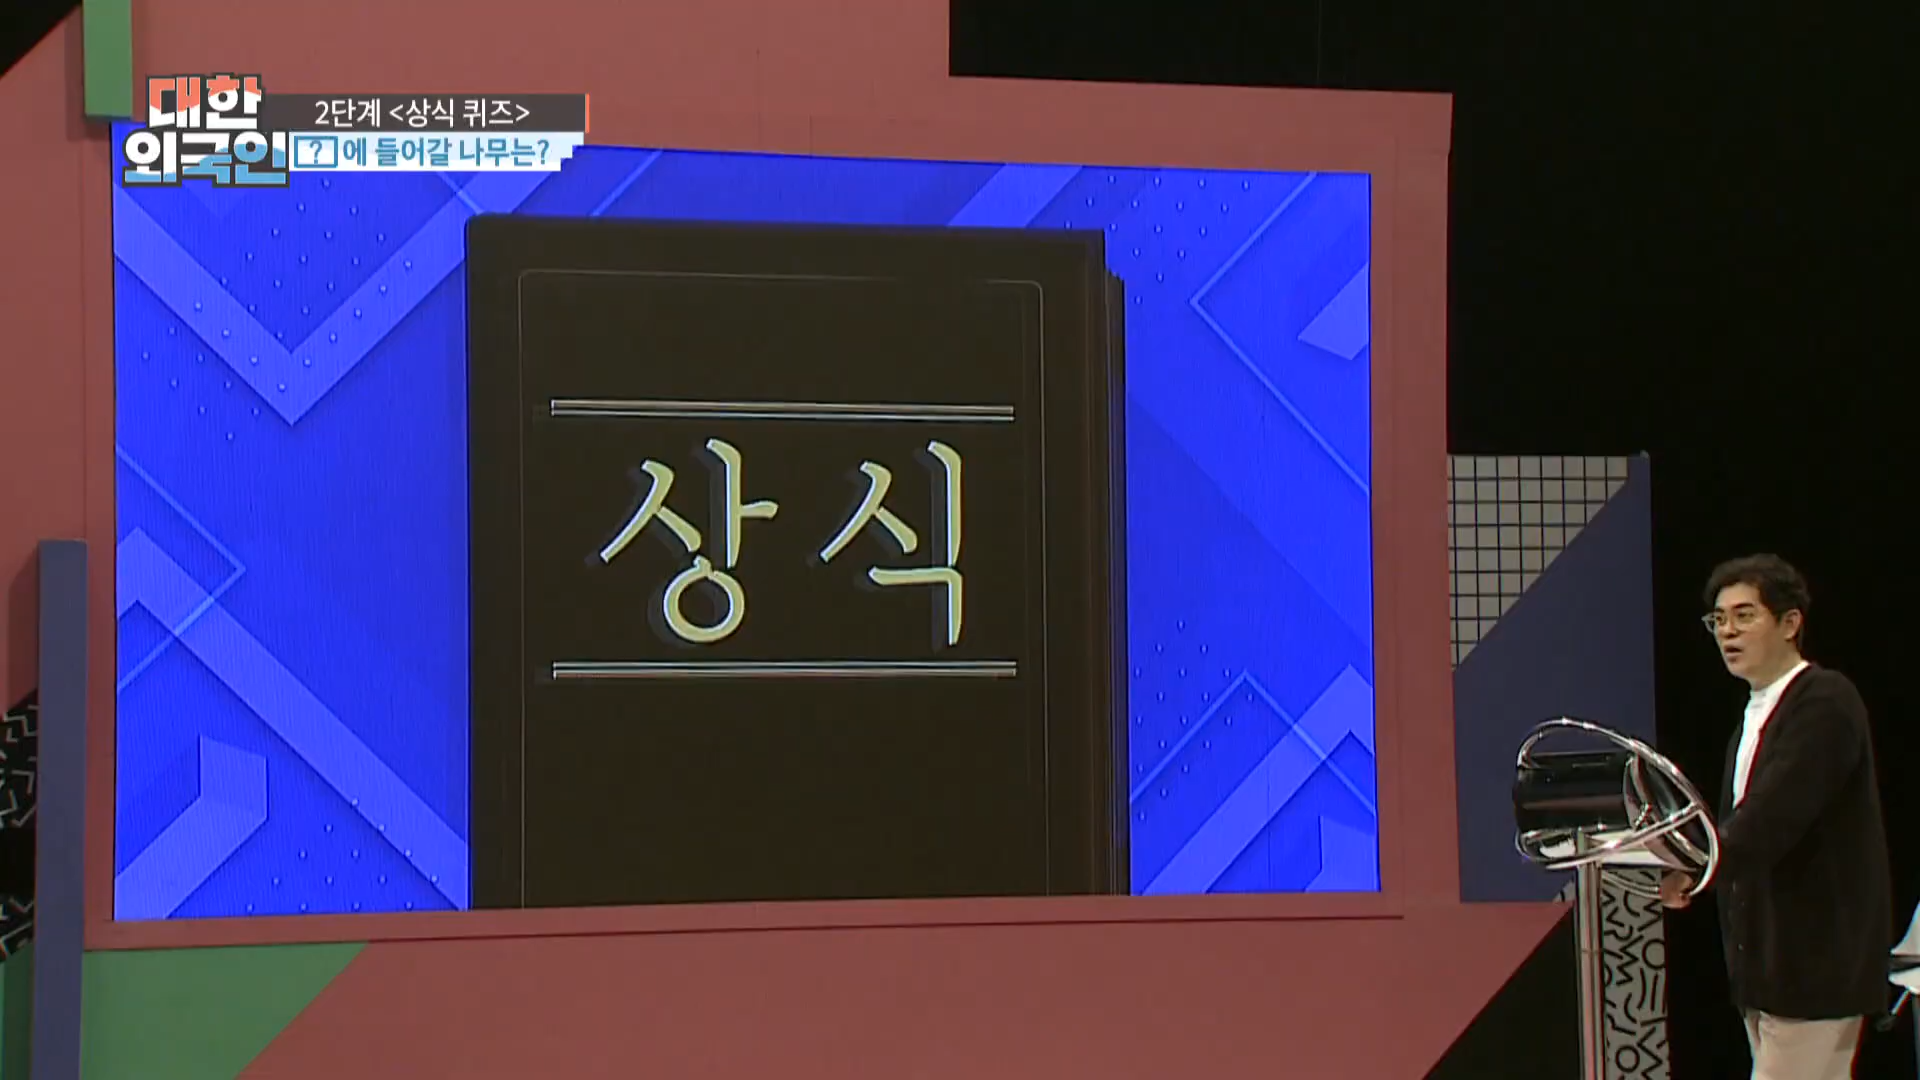 대한
외국인
2단계 <상식 퀴즈>
?에 들어갈 나무는?
상식